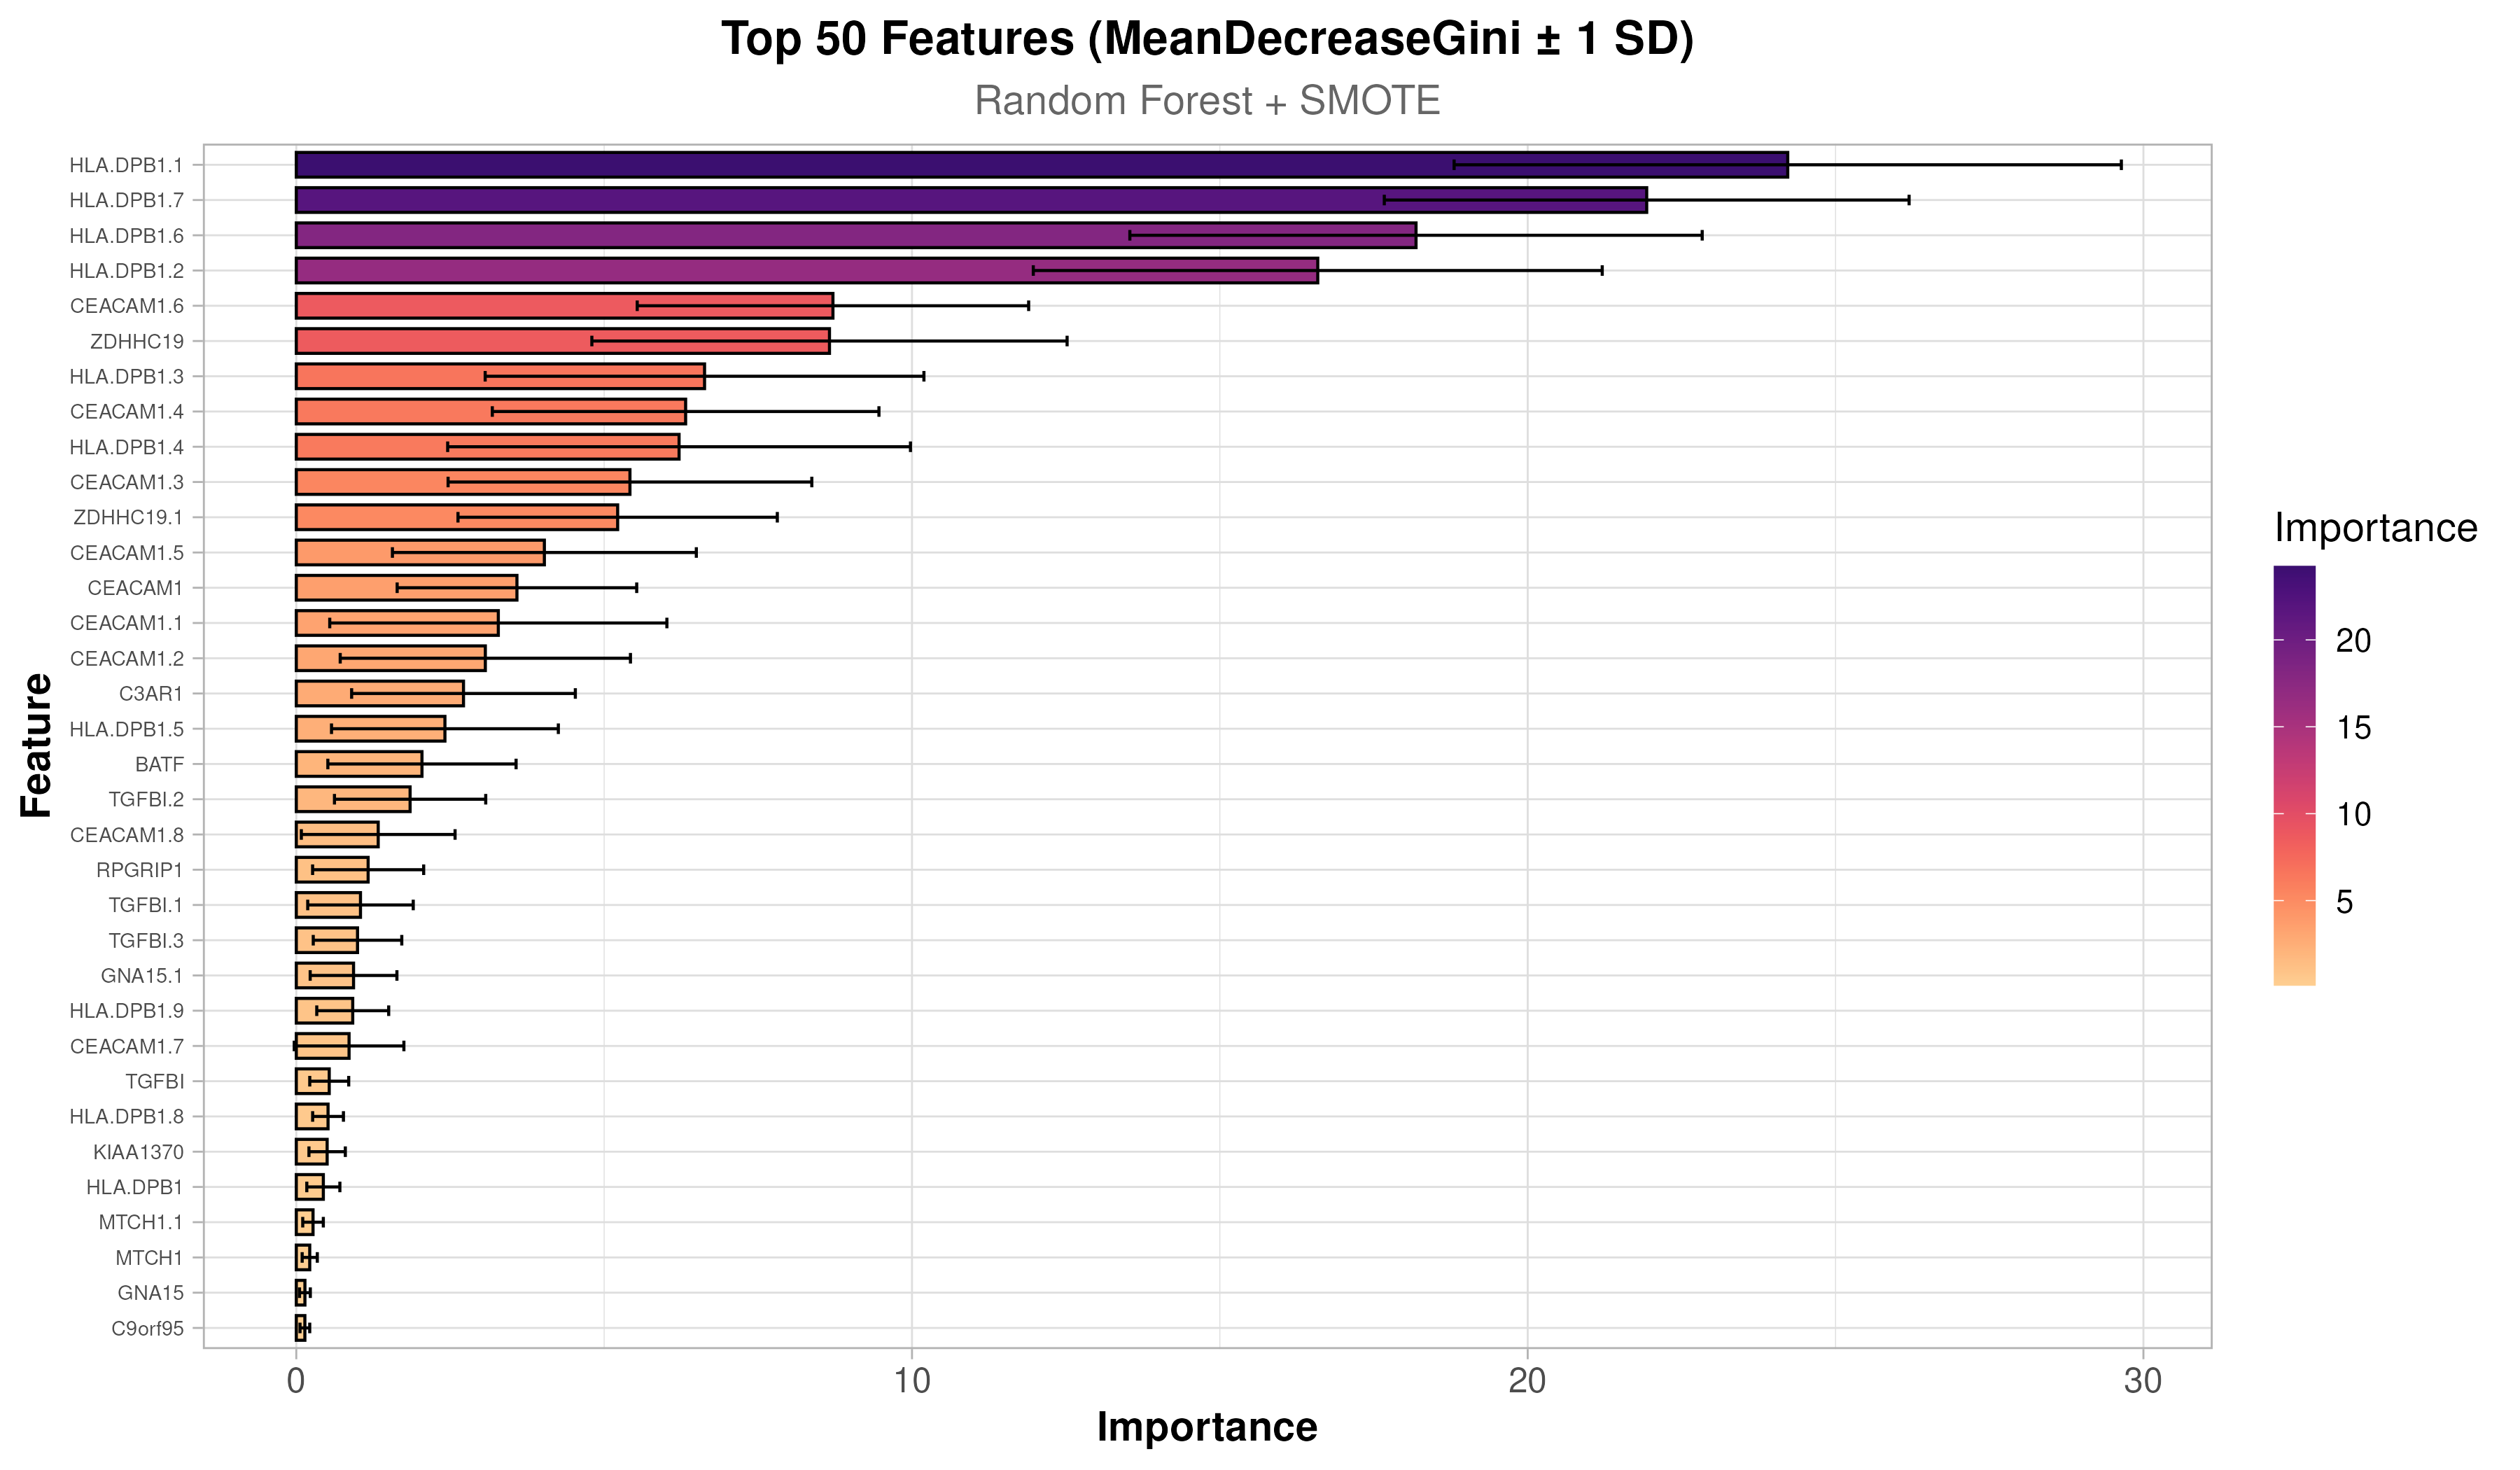 Top 50 Features (MeanDecreaseGini ± 1 SD)
Random Forest + SMOTE
Feature
HLA.DPB1.1
HLA.DPB1.7
HLA.DPB1.6
HLA.DPB1.2
CEACAM1.6
ZDHHC19
HLA.DPB1.3
CEACAM1.4
HLA.DPB1.4
CEACAM1.3
ZDHHC19.1
CEACAM1.5
CEACAM1
CEACAM1.1
CEACAM1.2
C3AR1
HLA.DPB1.5
BATF
TGFBI.2
CEACAM1.8
RPGRIP1
TGFBI.1
TGFBI.3
GNA15.1
HLA.DPB1.9
CEACAM1.7
TGFBI
HLA.DPB1.8
KIAA1370
HLA.DPB1
MTCH1.1
MTCH1
GNA15
C9orf95
0 10 20 30
Importance
Importance
20
15
10
5